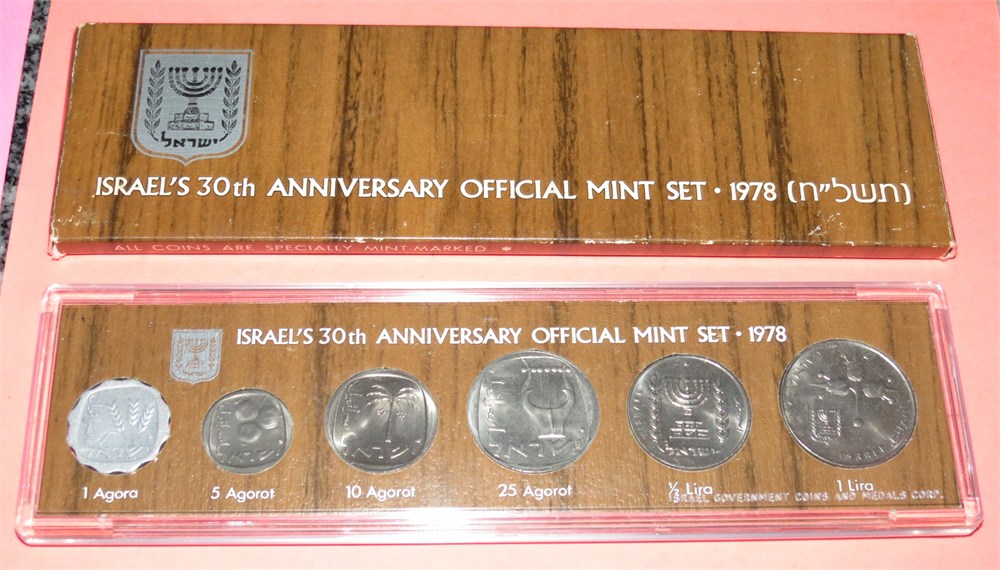 ישראל
ISRAEL'S 30th ANNIVERSARY OFFICIAL MINT SET • 1978 (תשל"ח)
ALL COINS ARE SPECIALLY MINT-MARKED *
ISRAEL'S 30th ANNIVERSARY OFFICIAL MINT SET • 1978
ישראל
1 Agora
5 Agorot
10 Agorot
25 Agorot
½ Lira
1 Lira
ISRAEL GOVERNMENT COINS AND MEDALS CORP.